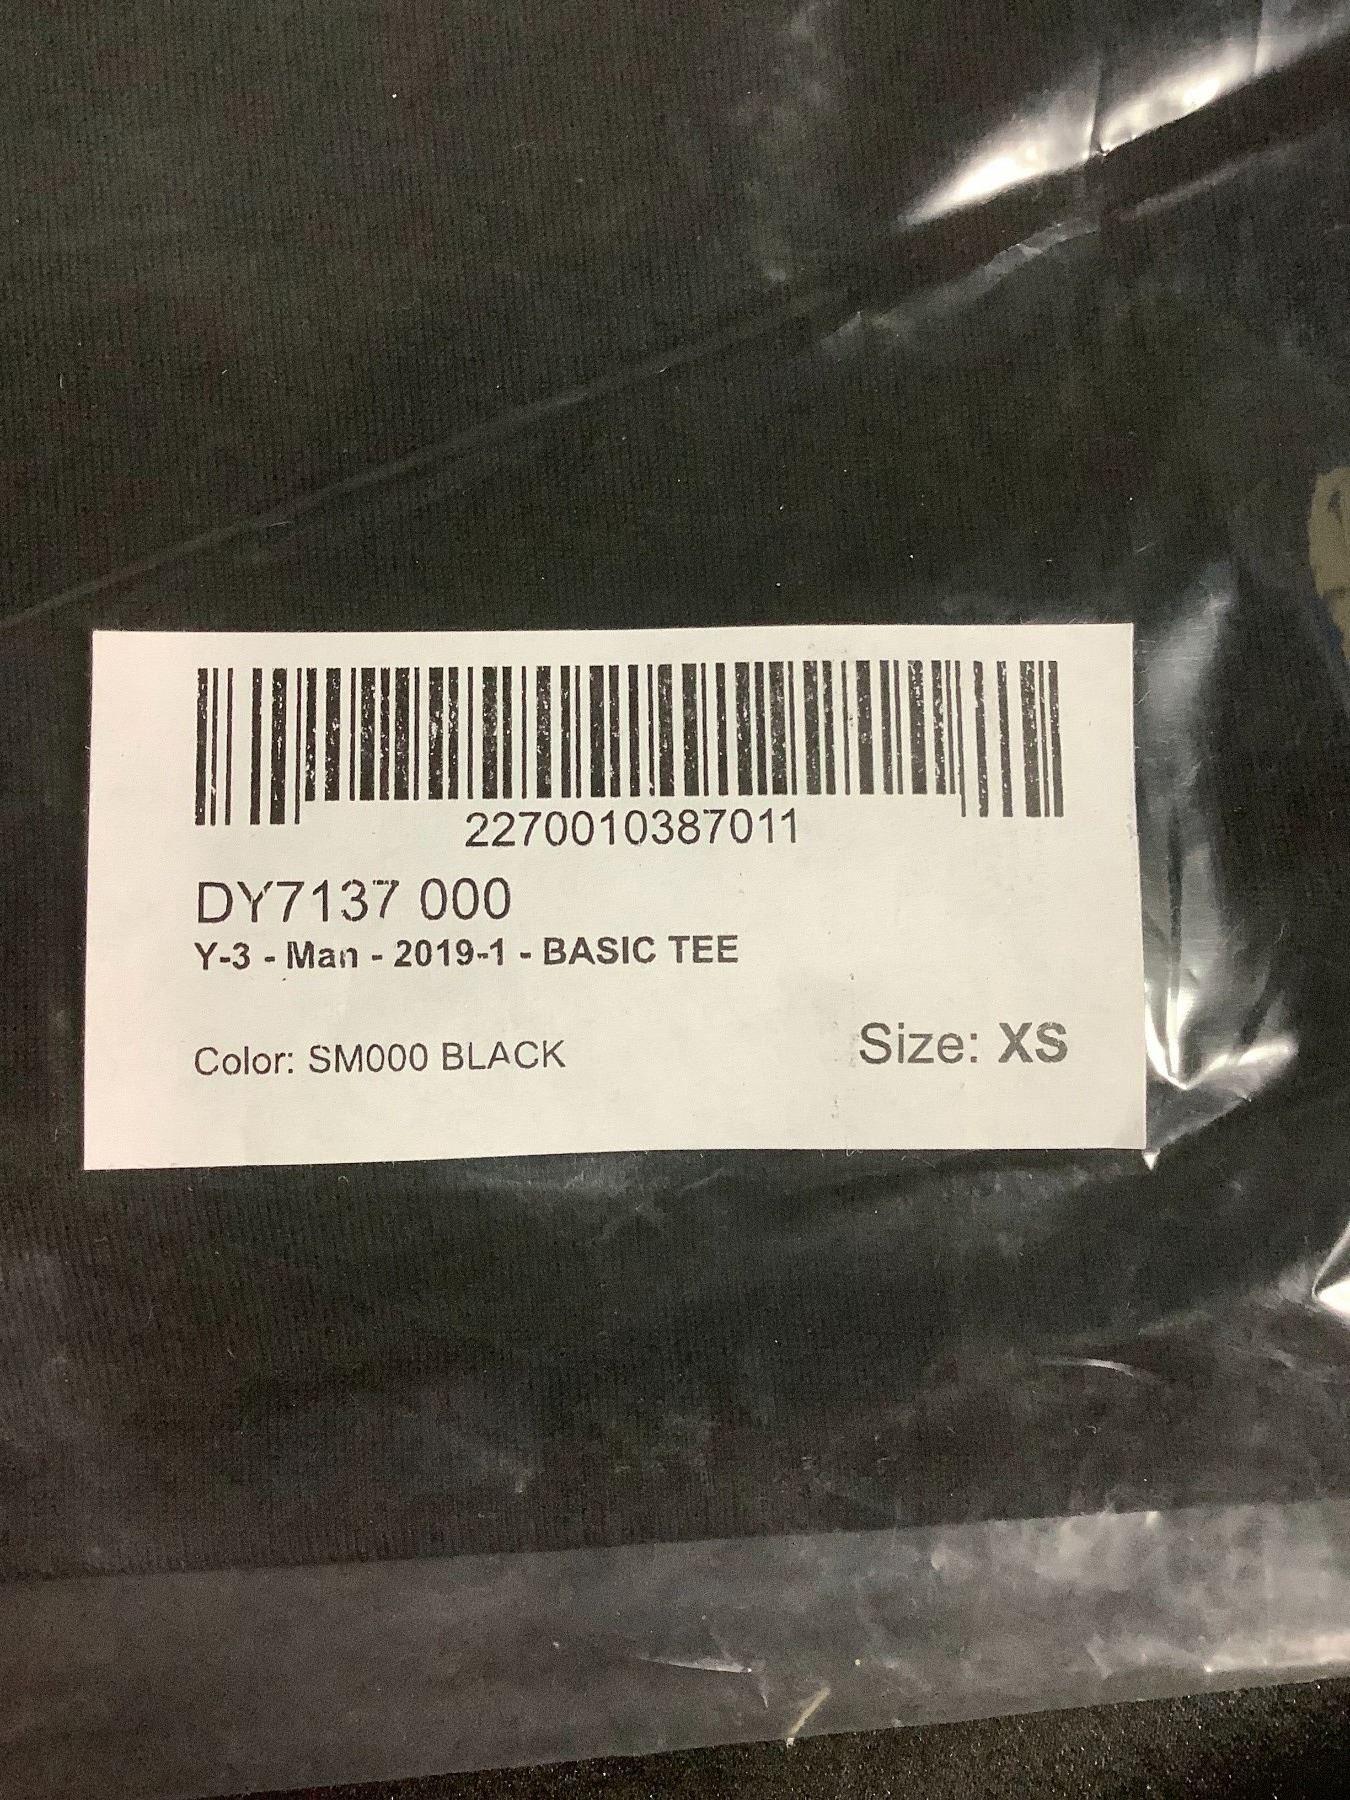 2270010387011
DY7137 000
Y-3 - Man - 2019-1 - BASIC TEE
Color: SM000 BLACK
Size: XS